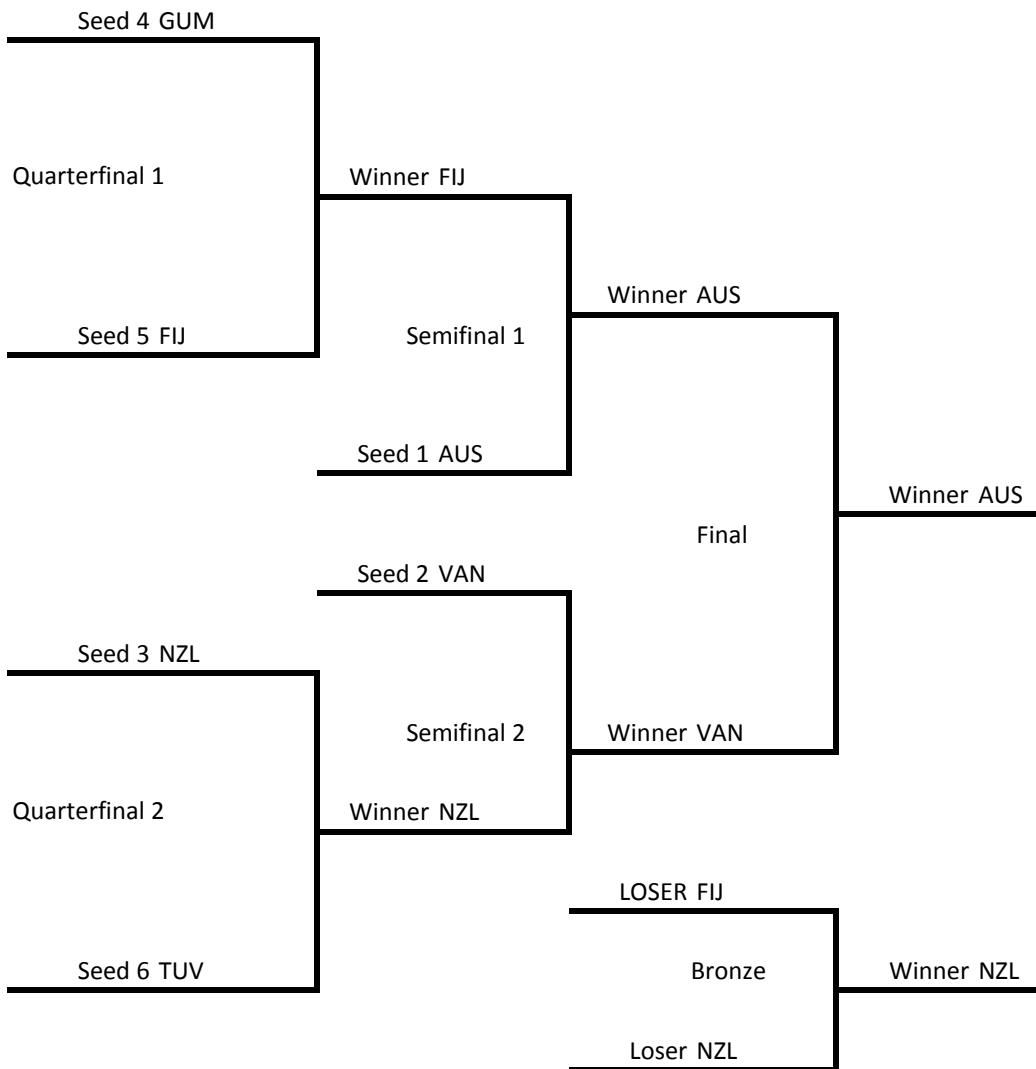 Seed 4 GUM
Quarterfinal 1
Winner FIJ
Winner AUS
Seed 5 FIJ
Semifinal 1
Seed 1 AUS
Winner AUS
Final
Seed 2 VAN
Seed 3 NZL
Semifinal 2
Winner VAN
Quarterfinal 2
Winner NZL
LOSER FIJ
Seed 6 TUV
Bronze
Winner NZL
Loser NZL